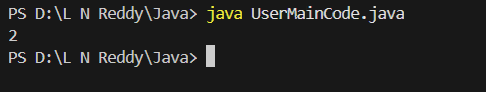 PS D:\L N Reddy\Java> java UserMainCode.java
2
PS D:\L N Reddy\Java>